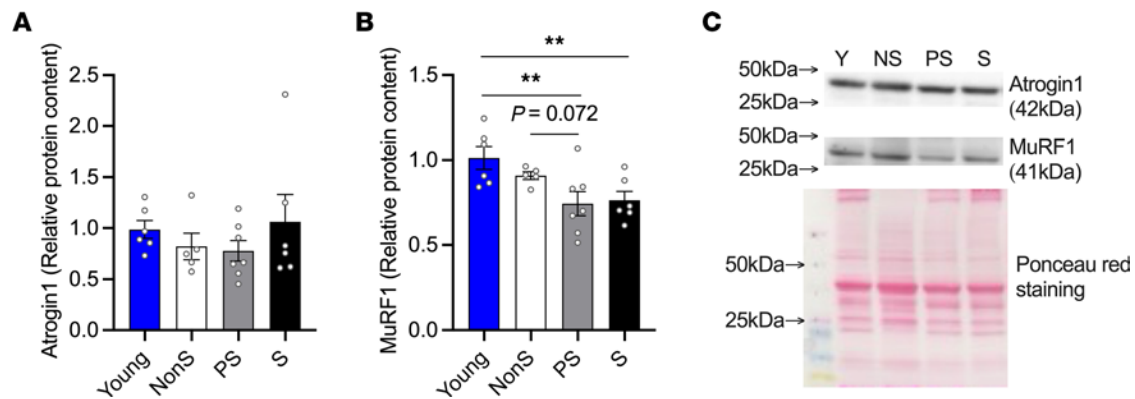 A
Atrogin1 (Relative protein content)
2.5
2.0
1.5
1.0
0.5
0.0
Young
NonS
PS
S
B
MuRF1 (Relative protein content)
1.5
1.0
0.5
0.0
**
**
P = 0.072
Young
NonS
PS
S
C
Y NS PS S
50kDa→
25kDa→
Atrogin1
(42kDa)
50kDa→
25kDa→
MuRF1
(41kDa)
50kDa→
25kDa→
Ponceau red
staining